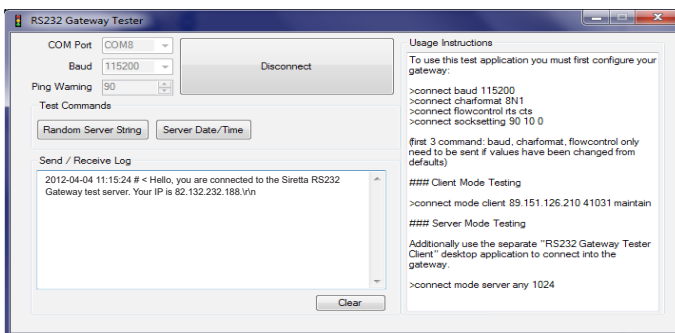 RS232 Gateway Tester
COM Port COM8
Baud 115200
Ping Warning 90
Disconnect
Test Commands
Random Server String Server Date/Time
Send / Receive Log
2012-04-04 11:15:24 # < Hello, you are connected to the Siretta RS232
Gateway test server. Your IP is 82.132.232.188.\r\n
Clear
Usage Instructions
To use this test application you must first configure your
gateway:
>connect baud 115200
>connect charformat 8N1
>connect flowcontrol rts cts
>connect socksetting 90 10 0
(first 3 command: baud, charformat, flowcontrol only
need to be sent if values have been changed from
defaults)
### Client Mode Testing
>connect mode client 89.151.126.210 41031 maintain
### Server Mode Testing
Additionally use the separate "RS232 Gateway Tester
Client" desktop application to connect into the
gateway.
>connect mode server any 1024